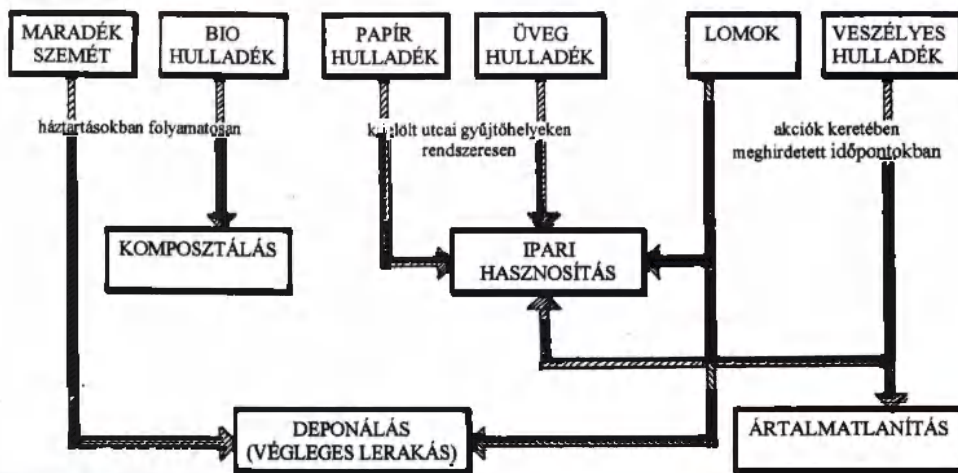 MARADÉK
SZEMÉT
BIO
HULLADÉK
PAPÍR
HULLADÉK
ÜVEG
HULLADÉK
LOMOK
VESZÉLYES
HULLADÉK
háztartásokban folyamatosan
utcai gyűjtőhelyeken
rendszeresen
akciók keretében
meghirdetett időpontokban
KOMPOSZTÁLÁS
IPARI
HASZNOSÍTÁS
DEPONÁLÁS
(VÉGLEGES LERAKÁS)
ÁRTALMATLANÍTÁS